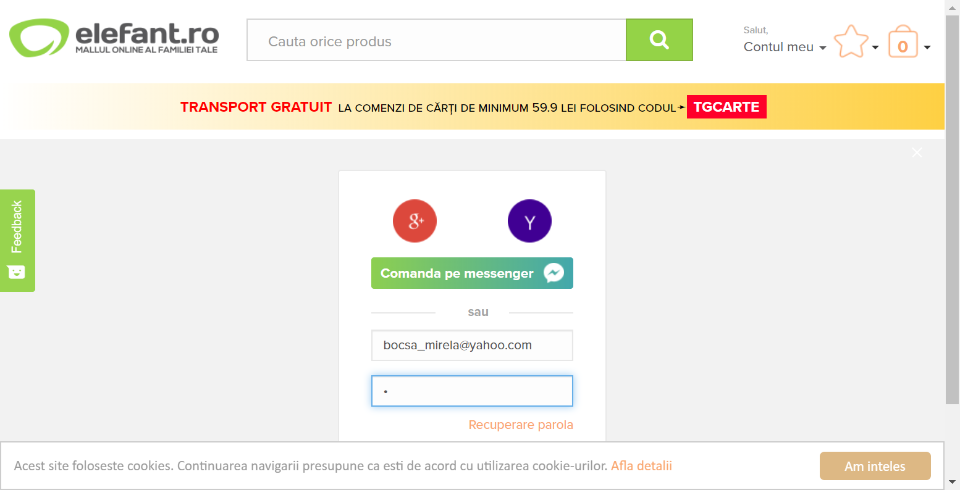 elefant.ro
MALLUL ONLINE AL FAMILIEI TALE
Cauta orice produs
Salut,
Contul meu
0
TRANSPORT GRATUIT LA COMENZI DE CĂRȚI DE MINIMUM 59.9 LEI FOLOSIND CODUL TGCARTE
Feedback
g+
Y
Comanda pe messenger
sau
bocsa_mirela@yahoo.com
Recuperare parola
Acest site foloseste cookies. Continuarea navigarii presupune ca esti de acord cu utilizarea cookie-urilor. Afla detalii
Am inteles